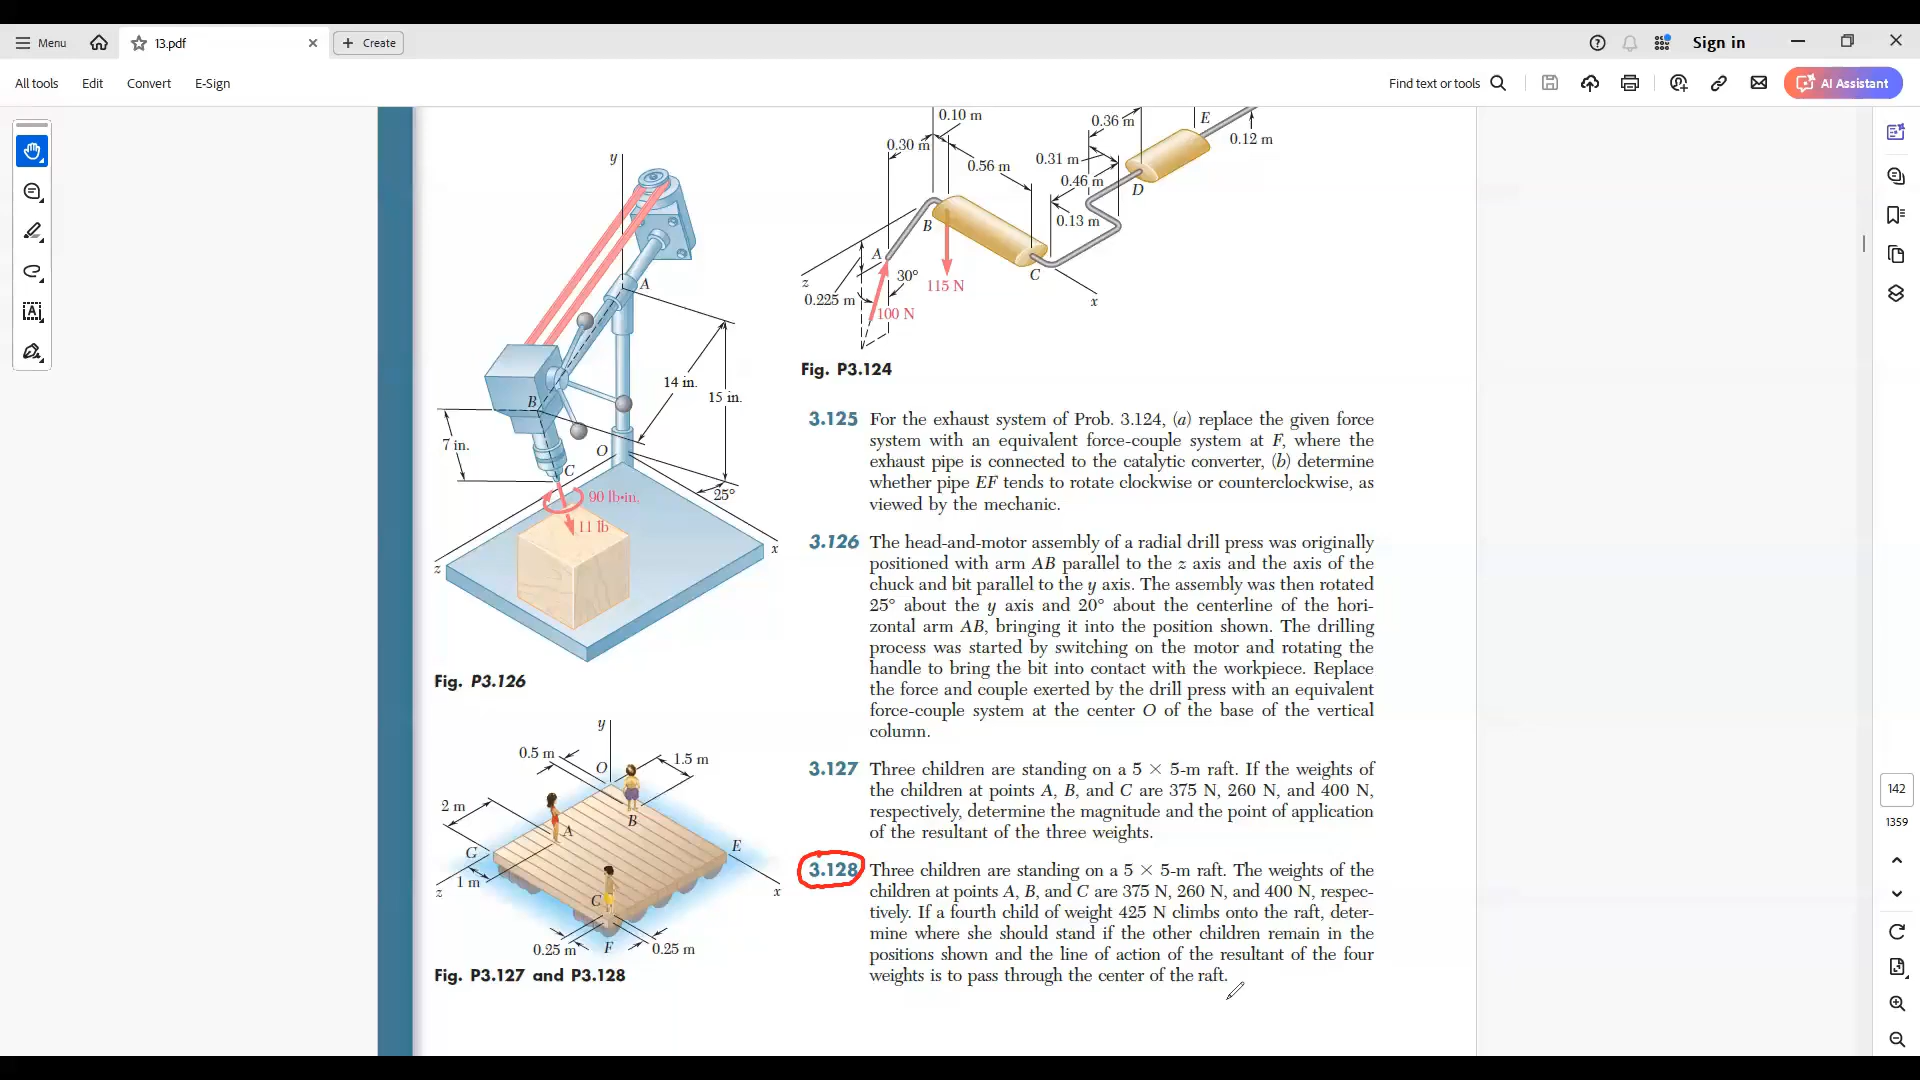 Menu
13.pdf
Create
Sign in
All tools
Edit
Convert
E-Sign
Find text or tools
AI Assistant
y
A
B
14 in.
15 in.
7 in.
O
C
90 lb·in.
25°
11 lb
z
x
Fig. P3.126
0.10 m
0.30 m
0.56 m
0.36 m
E
0.12 m
0.31 m
0.46 m
D
0.13 m
B
A
C
z
30°
115 N
0.225 m
100 N
x
Fig. P3.124
3.125 For the exhaust system of Prob. 3.124, (a) replace the given force
system with an equivalent force-couple system at F, where the
exhaust pipe is connected to the catalytic converter, (b) determine
whether pipe EF tends to rotate clockwise or counterclockwise, as
viewed by the mechanic.
3.126 The head-and-motor assembly of a radial drill press was originally
positioned with arm AB parallel to the z axis and the axis of the
chuck and bit parallel to the y axis. The assembly was then rotated
25° about the y axis and 20° about the centerline of the hori-
zontal arm AB, bringing it into the position shown. The drilling
process was started by switching on the motor and rotating the
handle to bring the bit into contact with the workpiece. Replace
the force and couple exerted by the drill press with an equivalent
force-couple system at the center O of the base of the vertical
column.
3.127 Three children are standing on a 5 × 5-m raft. If the weights of
the children at points A, B, and C are 375 N, 260 N, and 400 N,
respectively, determine the magnitude and the point of application
of the resultant of the three weights.
3.128 Three children are standing on a 5 × 5-m raft. The weights of the
children at points A, B, and C are 375 N, 260 N, and 400 N, respec-
tively. If a fourth child of weight 425 N climbs onto the raft, deter-
mine where she should stand if the other children remain in the
positions shown and the line of action of the resultant of the four
weights is to pass through the center of the raft.
y
0.5 m
O
1.5 m
2 m
A
B
G
E
1 m
z
x
C
0.25 m
F
0.25 m
Fig. P3.127 and P3.128
142
1359